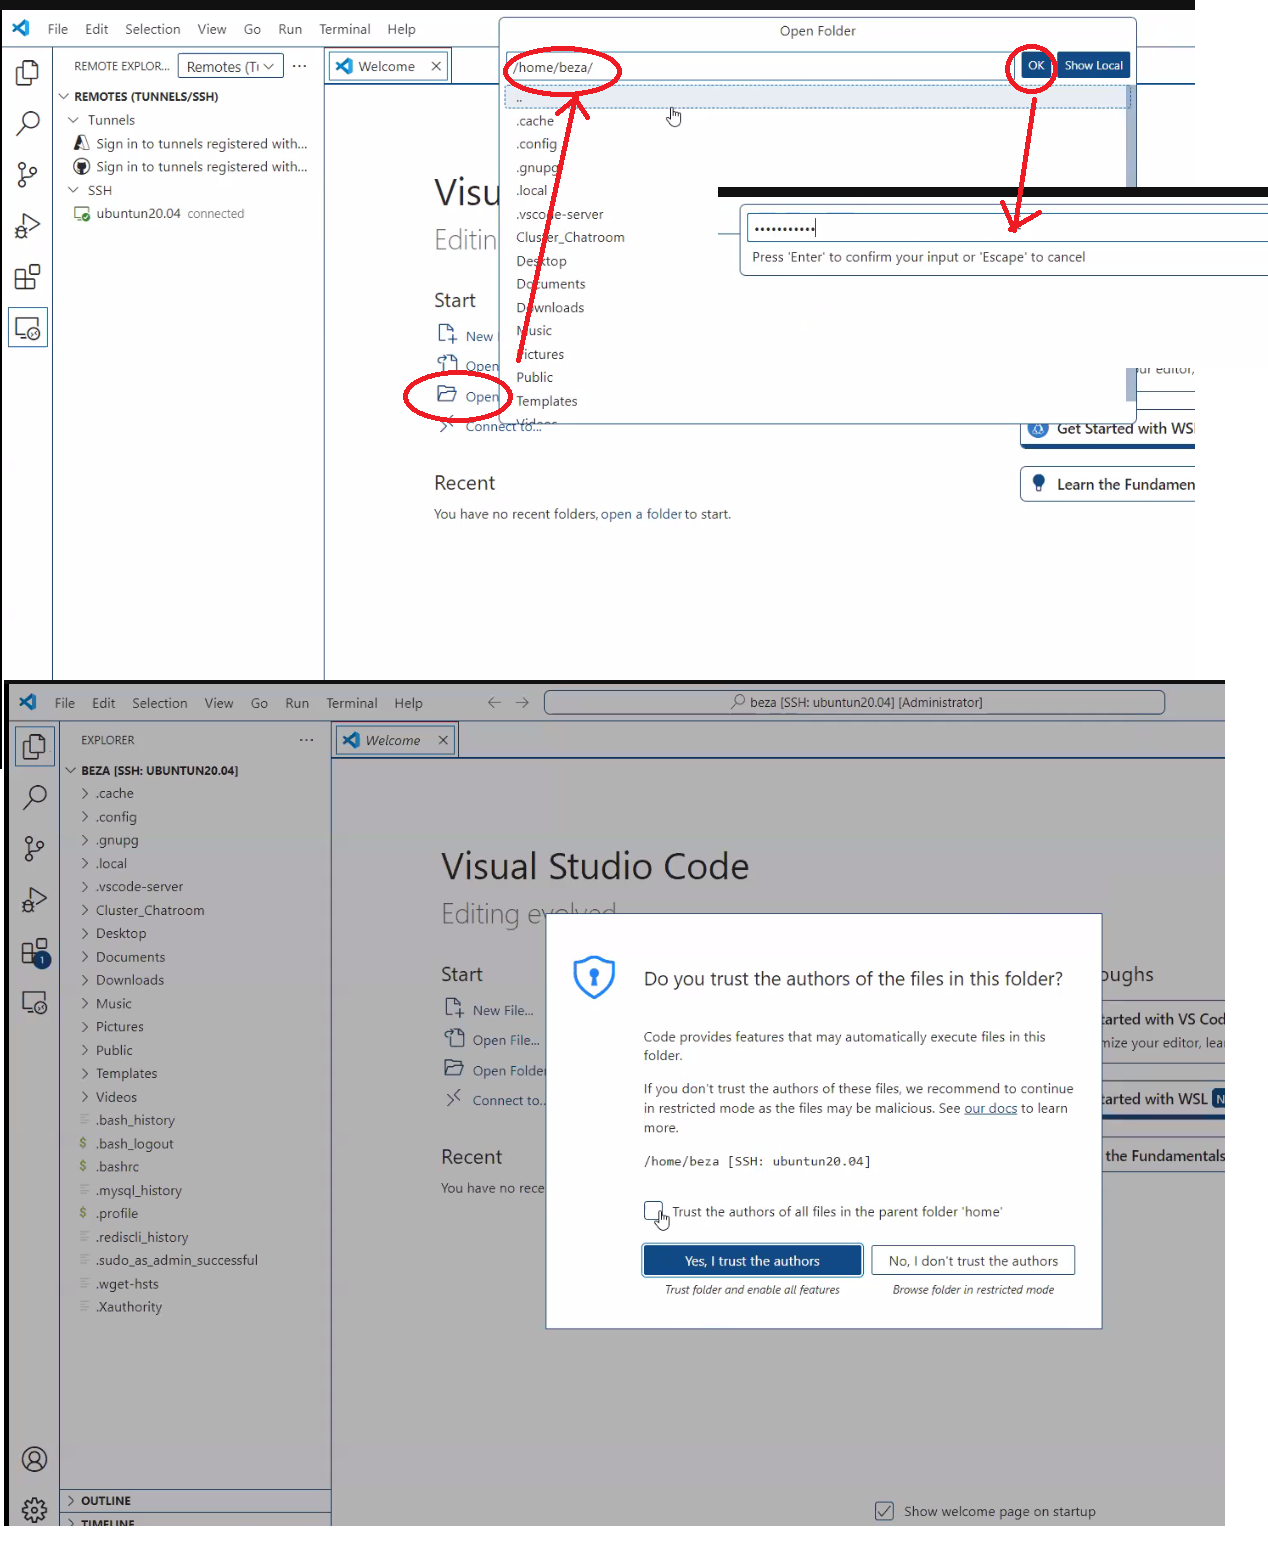 File Edit Selection View Go Run Terminal Help
Open Folder
REMOTE EXPLOR... Remotes (Tu ...
Welcome
/home/beza/
OK
Show Local
REMOTES (TUNNELS/SSH)
Tunnels
Sign in to tunnels registered with...
Sign in to tunnels registered with...
SSH
ubuntun20.04 connected
..
.cache
.config
.gnupg
.local
.vscode-server
Cluster_Chatroom
Desktop
Documents
Downloads
Music
Pictures
Public
Templates
Videos
•••••••••••
Press 'Enter' to confirm your input or 'Escape' to cancel
Visu
Editin
Start
New
Open
Open
Connect to...
ur editor,
Get Started with WS
Learn the Fundamen
Recent
You have no recent folders, open a folder to start.
File Edit Selection View Go Run Terminal Help
beza [SSH: ubuntun20.04] [Administrator]
EXPLORER ...
Welcome
BEZA [SSH: UBUNTUN20.04]
.cache
.config
.gnupg
.local
.vscode-server
Cluster_Chatroom
Desktop
Documents
Downloads
Music
Pictures
Public
Templates
Videos
.bash_history
$ .bash_logout
$ .bashrc
.mysql_history
$ .profile
.rediscli_history
.sudo_as_admin_successful
.wget-hsts
.Xauthority
OUTLINE
TIMELINE
1
Visual Studio Code
Editing evolved
Start
New File...
Open File...
Open Folder
Connect to..
Recent
You have no rece
Do you trust the authors of the files in this folder?
Code provides features that may automatically execute files in this
folder.
If you don't trust the authors of these files, we recommend to continue
in restricted mode as the files may be malicious. See our docs to learn
more.
/home/beza [SSH: ubuntun20.04]
Trust the authors of all files in the parent folder 'home'
Yes, I trust the authors
No, I don't trust the authors
Trust folder and enable all features
Browse folder in restricted mode
oughs
tarted with VS Cod
mize your editor, lea
tarted with WSL N
the Fundamentals
Show welcome page on startup